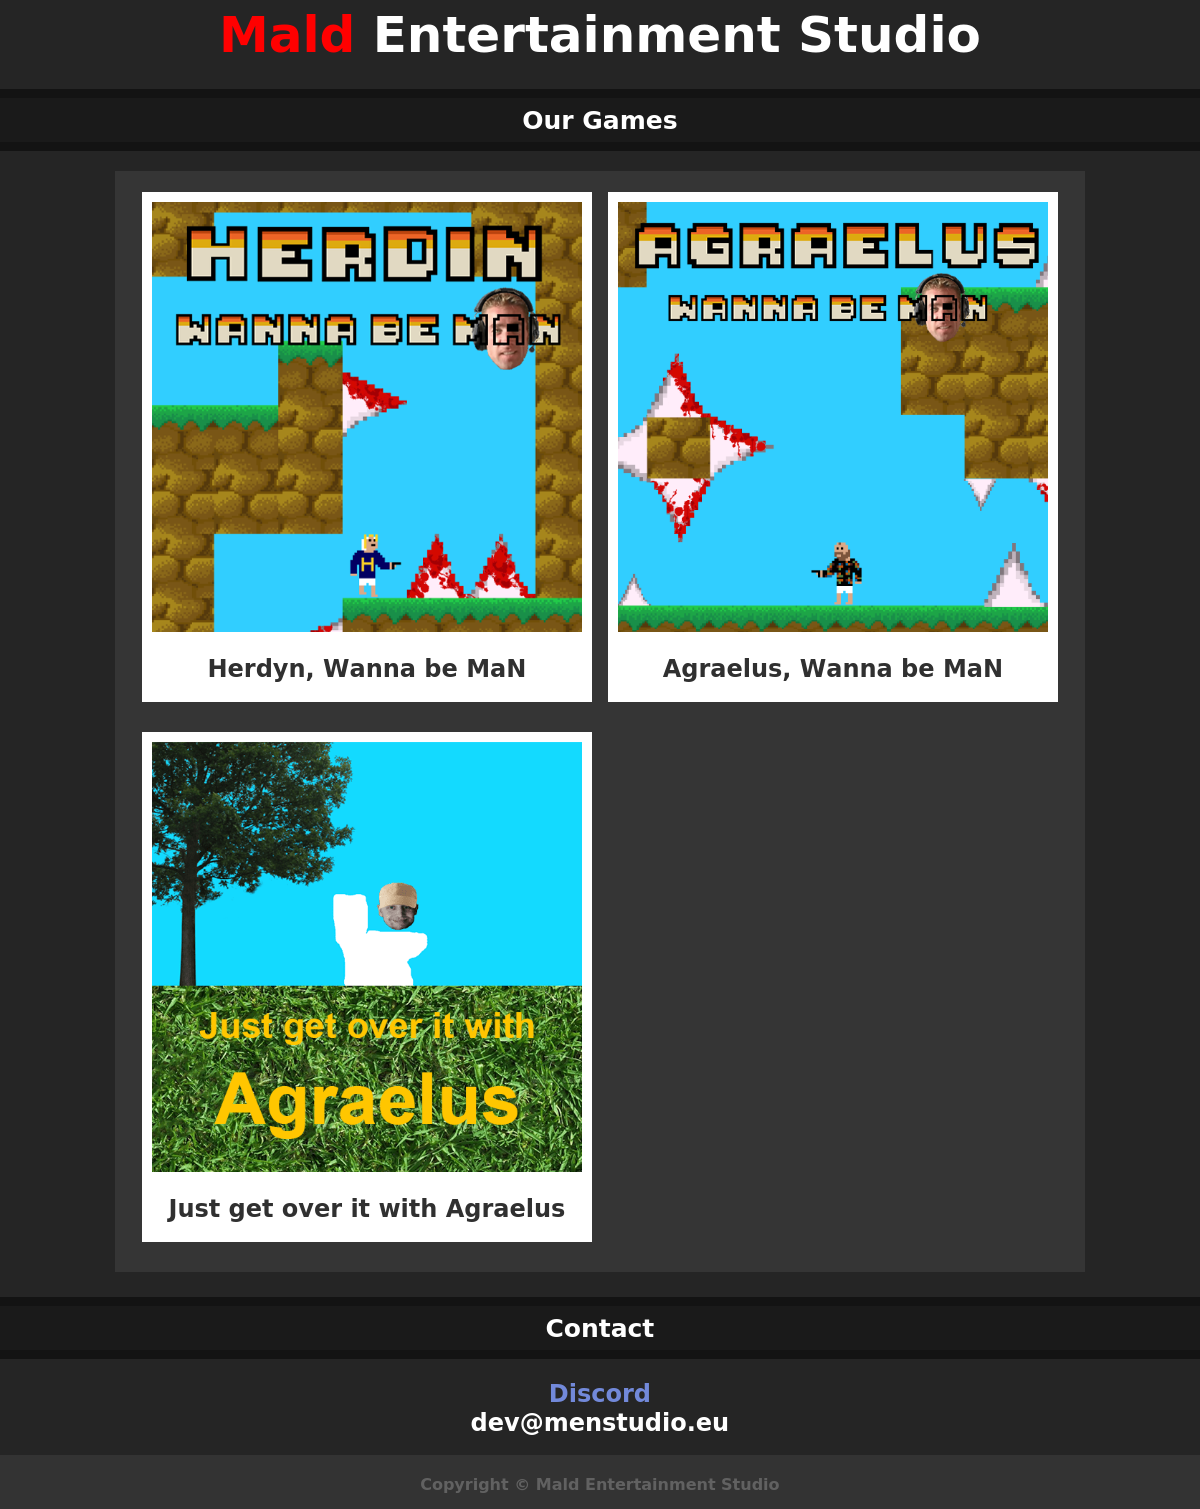 Mald Entertainment Studio
Our Games
HERDIN
WANNA BE MAN
H
Herdyn, Wanna be MaN
AGRAELUS
WANNA BE MAN
Agraelus, Wanna be MaN
Just get over it with
Agraelus
Just get over it with Agraelus
Contact
Discord
dev@menstudio.eu
Copyright © Mald Entertainment Studio